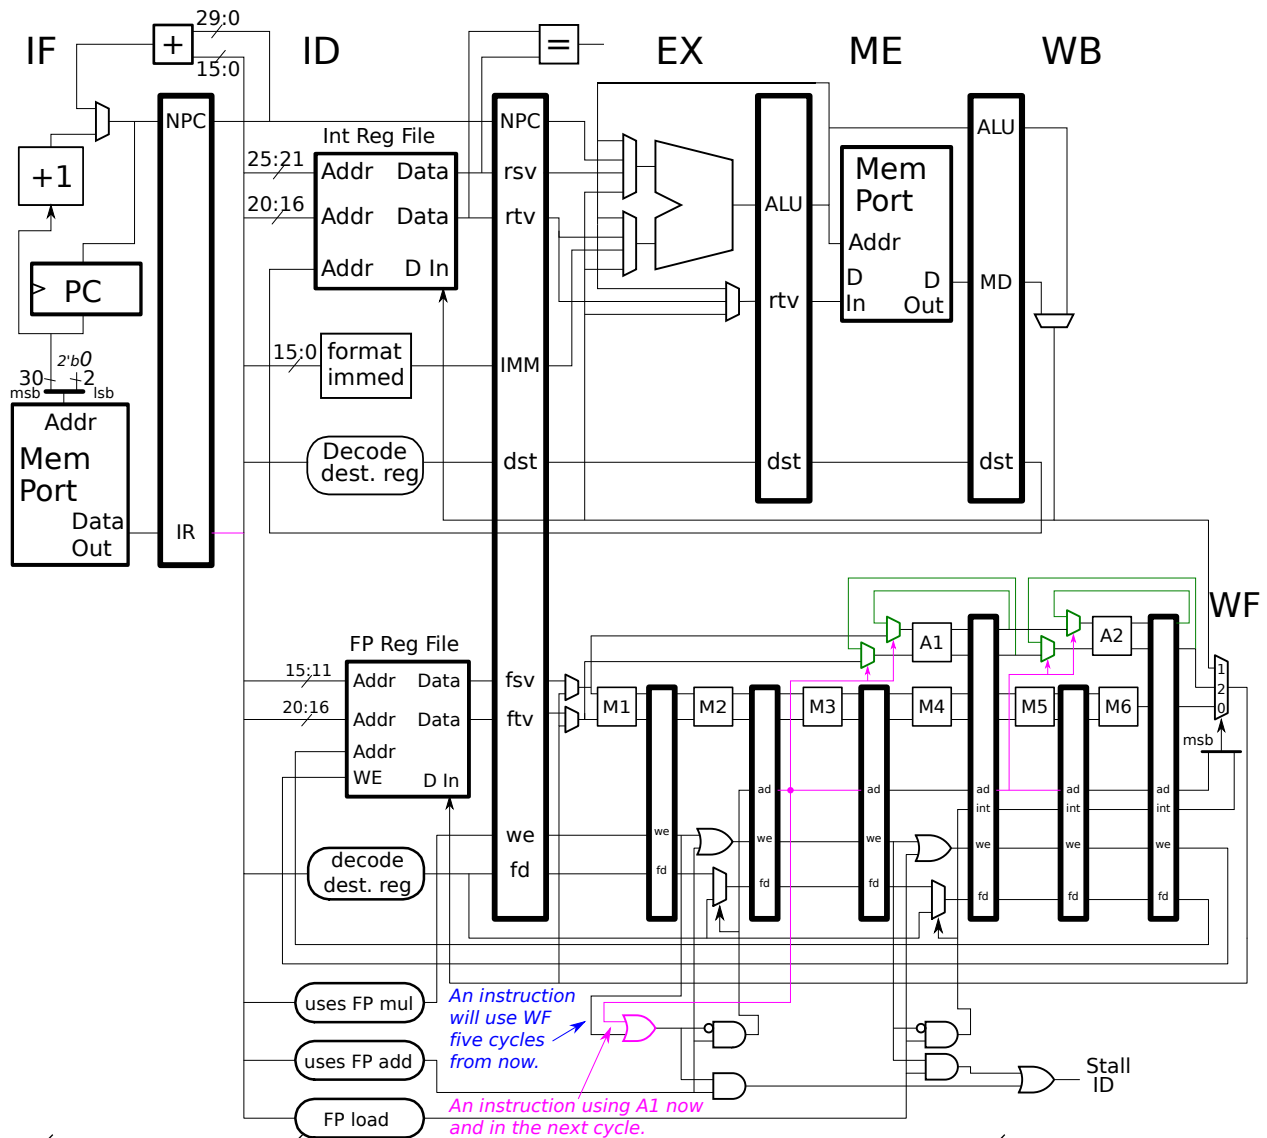 IF
ID
EX
ME
WB
29:0
15:0
+
=
NPC
+1
PC
30
2'b0
2
msb
lsb
Addr
Mem
Port
Data
Out
IR
Int Reg File
25:21
Addr
Data
20:16
Addr
Data
Addr
D In
15:0
format
immed
Decode
dest. reg
NPC
rsv
rtv
IMM
dst
ALU
rtv
dst
Mem
Port
Addr
D
In
D
Out
ALU
MD
dst
WF
FP Reg File
15:11
Addr
Data
20:16
Addr
Data
Addr
WE
D In
decode
dest. reg
fsv
ftv
we
fd
M1
M2
M3
M4
M5
M6
A1
A2
we
fd
ad
we
fd
ad
we
fd
ad
int
we
fd
ad
we
fd
ad
int
we
fd
1
2
0
msb
uses FP mul
uses FP add
FP load
An instruction
will use WF
five cycles
from now.
An instruction using A1 now
and in the next cycle.
Stall
ID